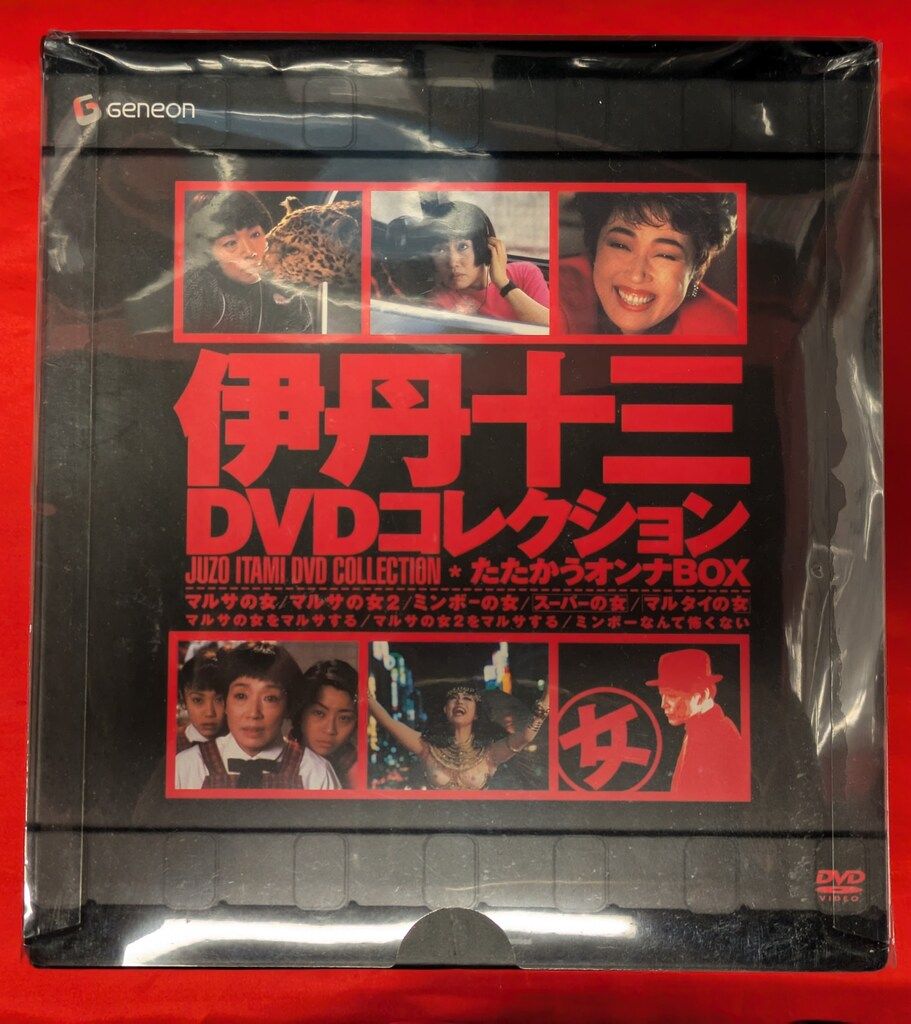 Geneon
伊丹十三
DVDコレクション
JUZO ITAMI DVD COLLECTION * たたかうオンナBOX
マルサの女/マルサの女2/ミンボーの女/スーパーの女/マルタイの女
マルサの女をマルサする/マルサの女2をマルサする/ミンボーなんて怖くない
女
DVD
VIDEO